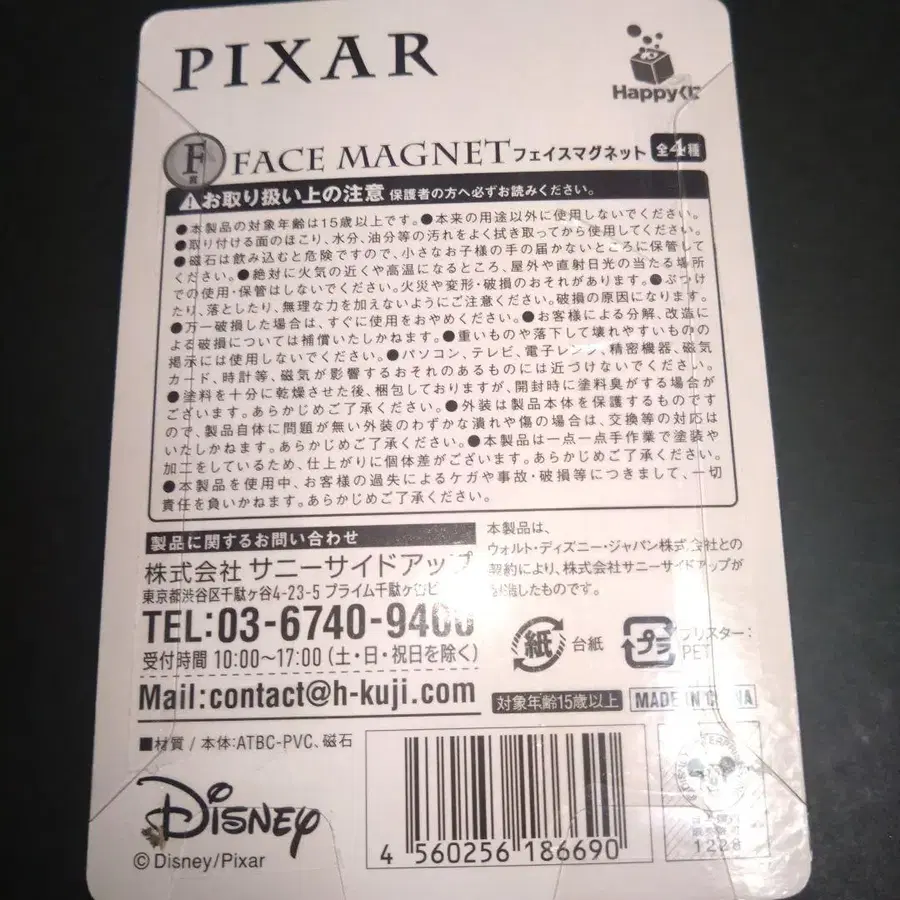 PIXAR
Happyくじ
F賞
FACE MAGNET フェイスマグネット 全4種
お取り扱い上の注意 保護者の方へ必ずお読みください。
●本製品の対象年齢は15歳以上です。●本来の用途以外に使用しないでください。
●取り付ける面のほこり、水分、油分等の汚れをよく拭き取ってから使用してください。
●磁石は飲み込むと危険ですので、小さなお子様の手の届かないところに保管して
ください。●絶対に火気の近くや高温になるところ、屋外や直射日光の当たる場所
での使用・保管はしないでください。火災や変形・破損のおそれがあります。●ぶつけ
たり、落としたり、無理な力を加えないようにご注意ください。破損の原因になります。
●万一破損した場合は、すぐに使用をおやめください。●お客様による分解、改造に
よる破損については補償いたしかねます。●重いものや落下して壊れやすいものの
掲示には使用しないでください。●パソコン、テレビ、電子レンジ、精密機器、磁気
カード、時計等、磁気が影響するおそれのあるものには近づけないでください。
●塗料を十分に乾燥させた後、梱包しておりますが、開封時に塗料臭がする場合が
ございます。あらかじめご了承ください。●外装は製品本体を保護するものです
ので、製品自体に問題が無い外装のわずかな潰れや傷の場合は、交換等の対応は
いたしかねます。あらかじめご了承ください。●本製品は一点一点手作業で塗装や
加工をしているため、仕上がりに個体差がございます。あらかじめご了承ください。
●本製品を使用中、お客様の過失によるケガや事故・破損等につきまして、一切
責任を負いかねます。あらかじめご了承ください。
製品に関するお問い合わせ
株式会社 サニーサイドアップ
東京都渋谷区千駄ヶ谷4-23-5 プライム千駄ヶ谷ビ
TEL:03-6740-9400
受付時間 10:00〜17:00(土・日・祝日を除く)
Mail:contact@h-kuji.com
本製品は、
ウォルト・ディズニー・ジャパン株式会社との
契約により、株式会社サニーサイドアップが
したものです。
紙 台紙
プラ ブリスター:
PET
対象年齢15歳以上
MADE IN CHINA
■材質 / 本体:ATBC-PVC、磁石
Disney
© Disney/Pixar
4 560256 186690
1228